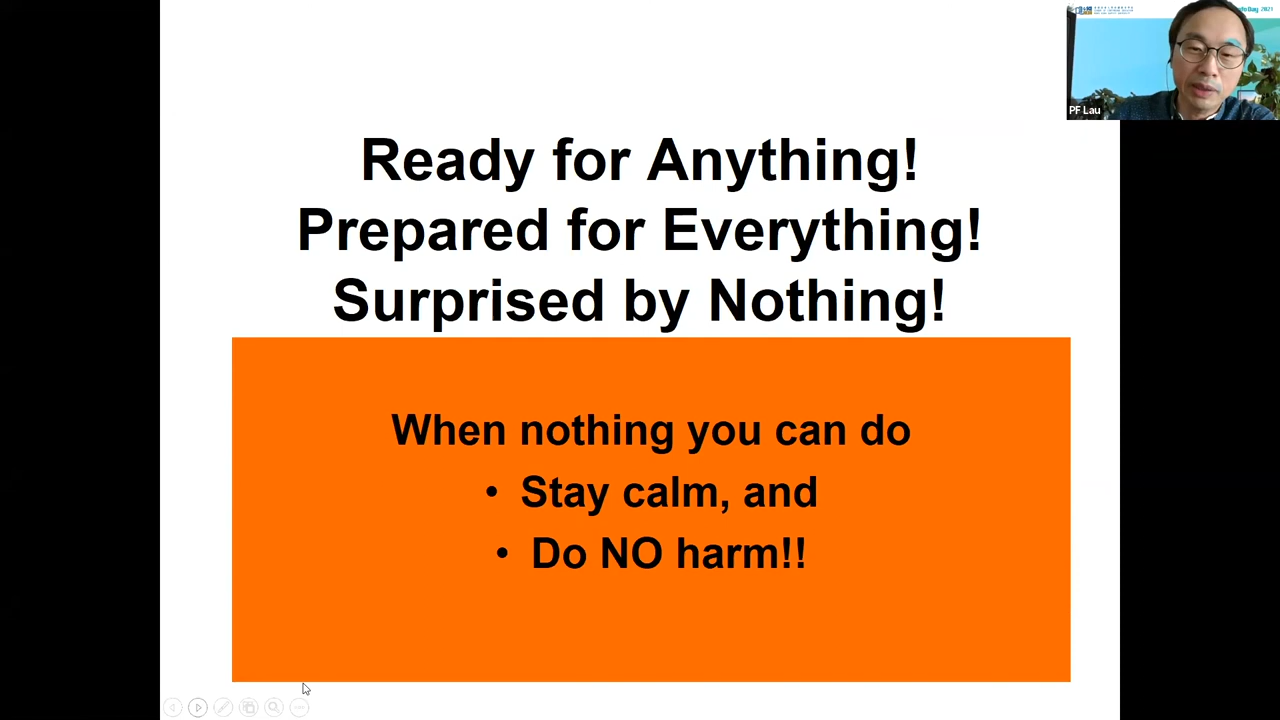 Ready for Anything!
Prepared for Everything!
Surprised by Nothing!
When nothing you can do
• Stay calm, and
• Do NO harm!!
PF Lau